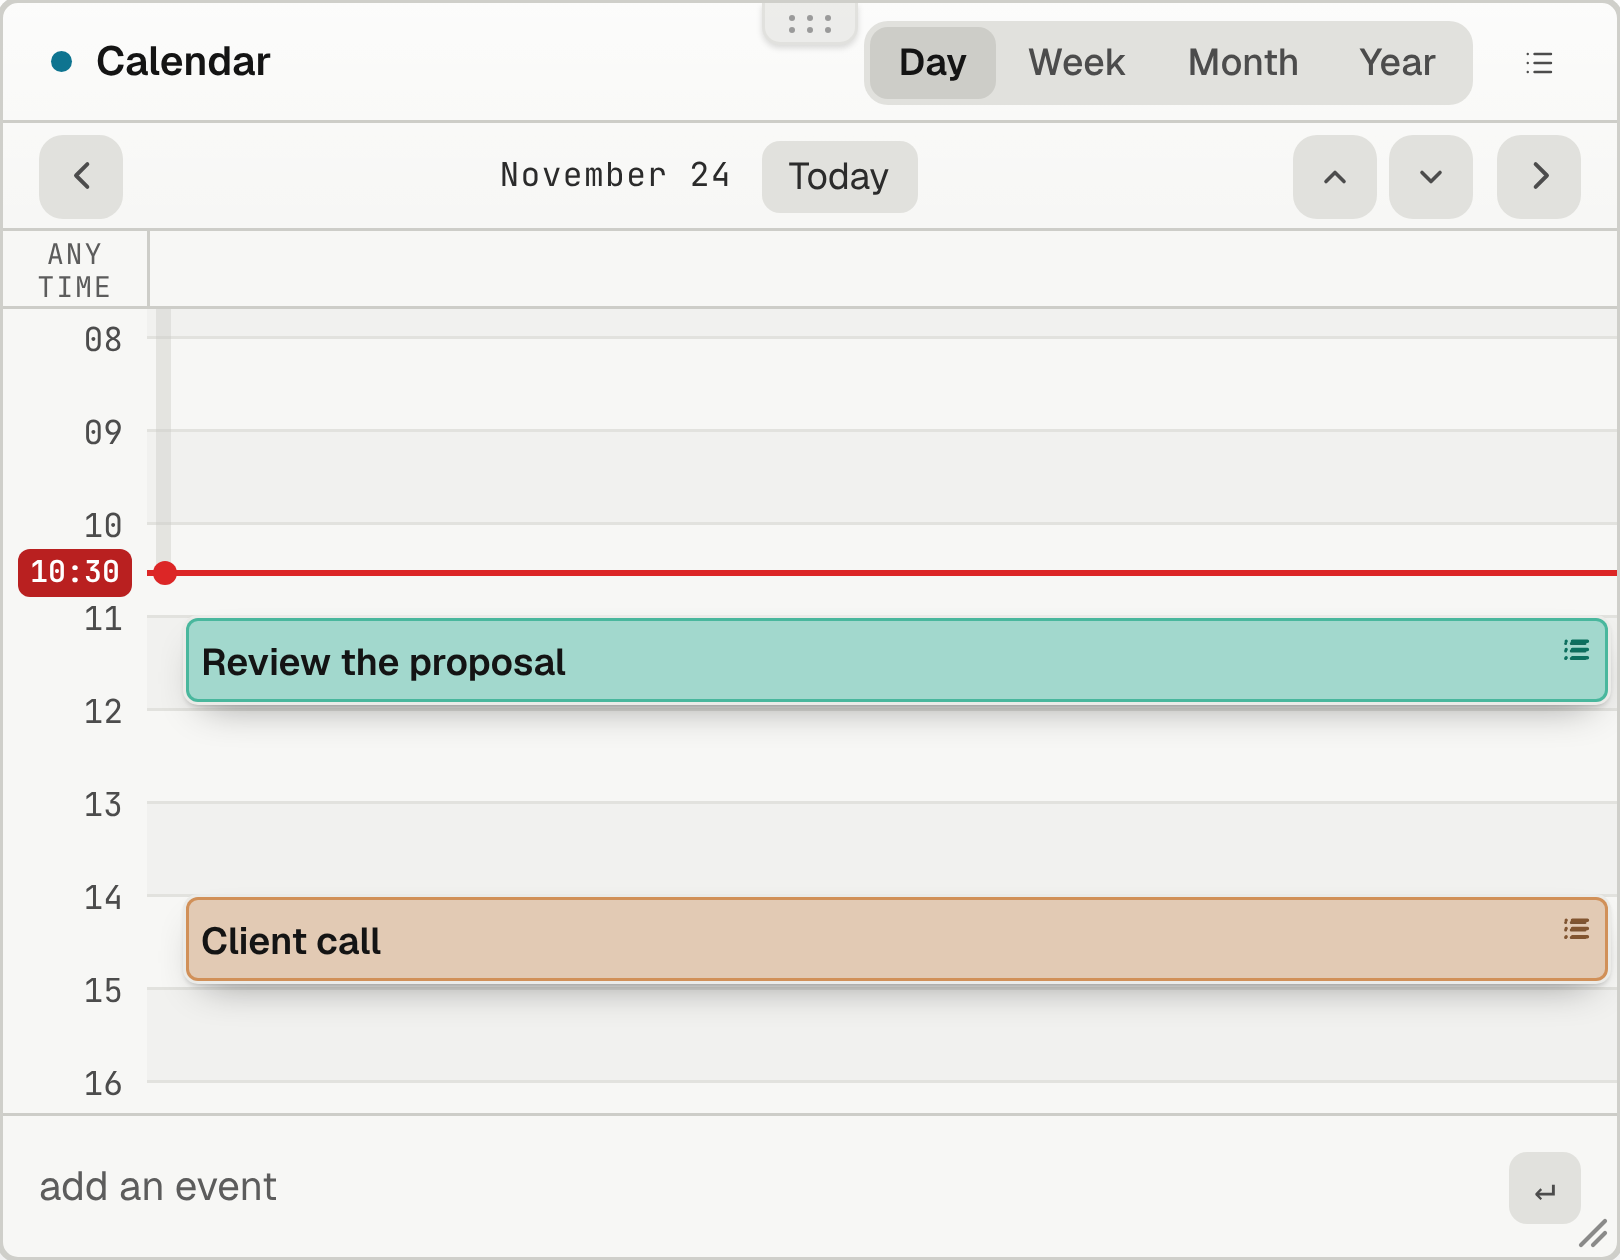 Calendar
Day Week Month Year
November 24 Today
ANY
TIME
08
09
10
10:30
11
Review the proposal
12
13
14
Client call
15
16
add an event